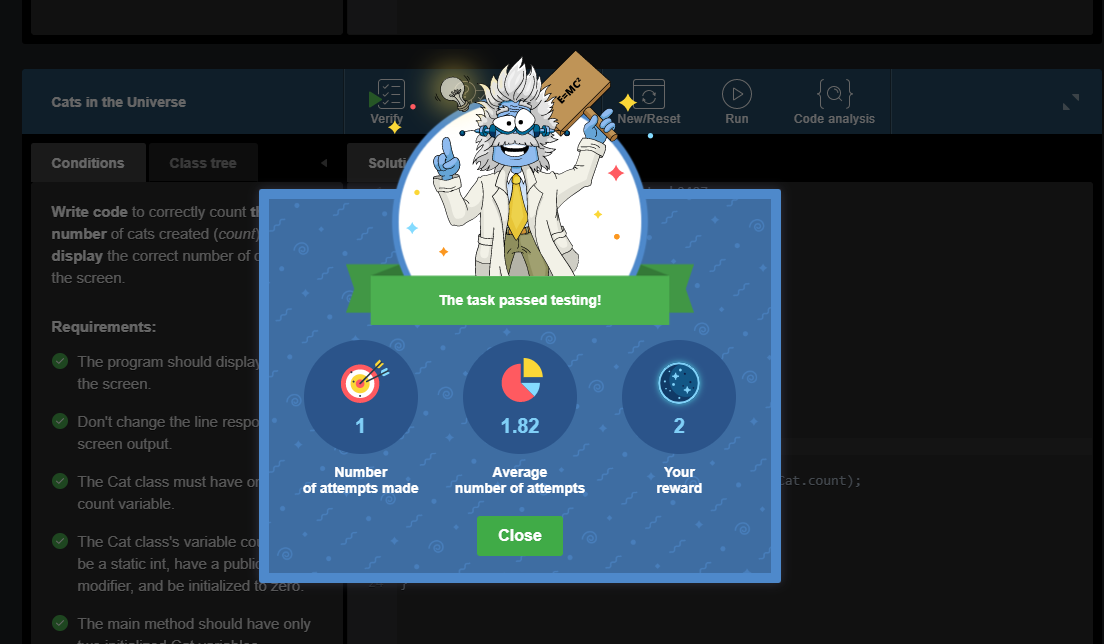 Cats in the Universe
Verify
New/Reset
Run
Code analysis
E=MC²
Conditions
Class tree
Write code to correctly count
number of cats created (count)
display the correct number of
the screen.
Requirements:
The program should display
the screen.
Don't change the line
screen output.
The Cat class must have
count variable.
The Cat class's variable
be a static int, have a public
modifier, and be initialized to zero.
The main method should have only
The task passed testing!
1
Number
of attempts made
1.82
Average
number of attempts
2
Your
reward
Close
Cat.count);
}